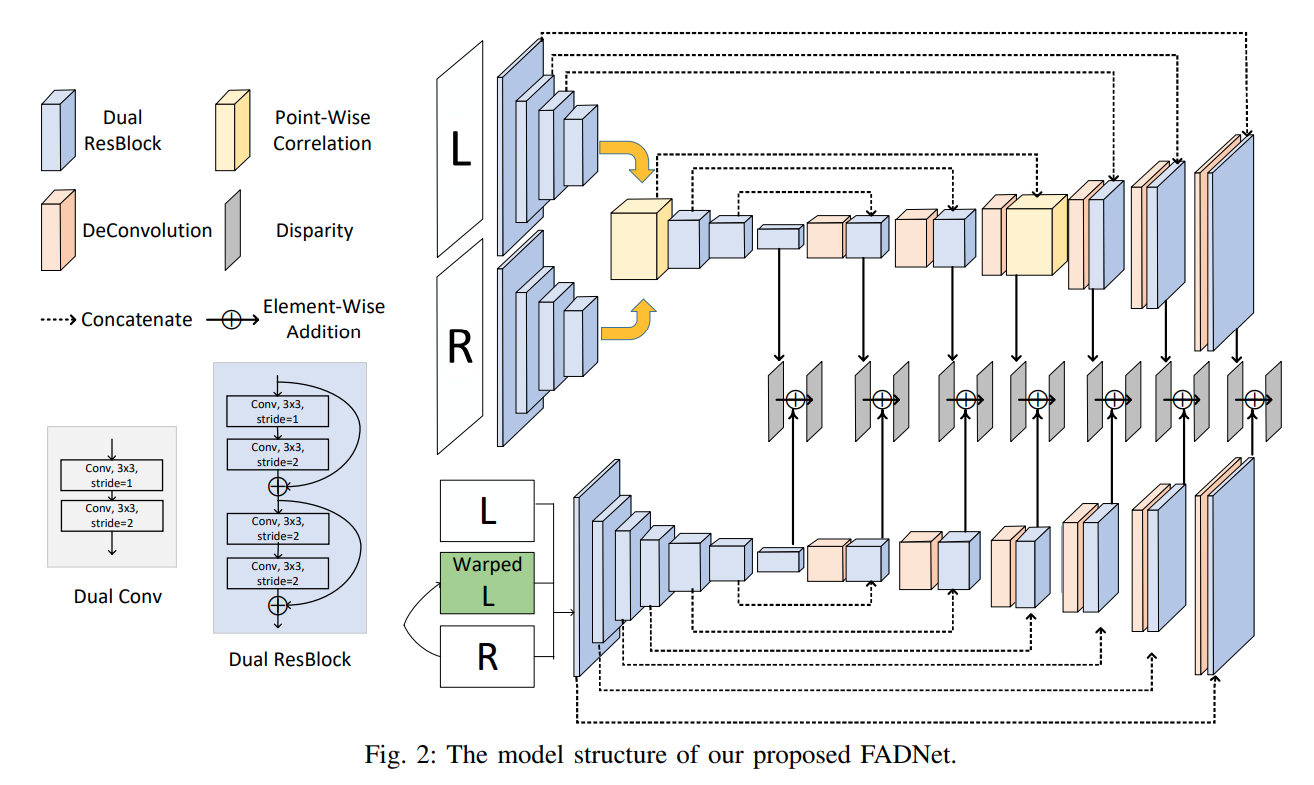 Dual
ResBlock
Point-Wise
Correlation
DeConvolution
Disparity
Concatenate
Element-Wise
Addition
Conv, 3x3,
stride=1
Conv, 3x3,
stride=2
Dual Conv
Conv, 3x3,
stride=1
Conv, 3x3,
stride=2
Conv, 3x3,
stride=2
Conv, 3x3,
stride=2
Dual ResBlock
L
R
L
Warped
L
R
Fig. 2: The model structure of our proposed FADNet.